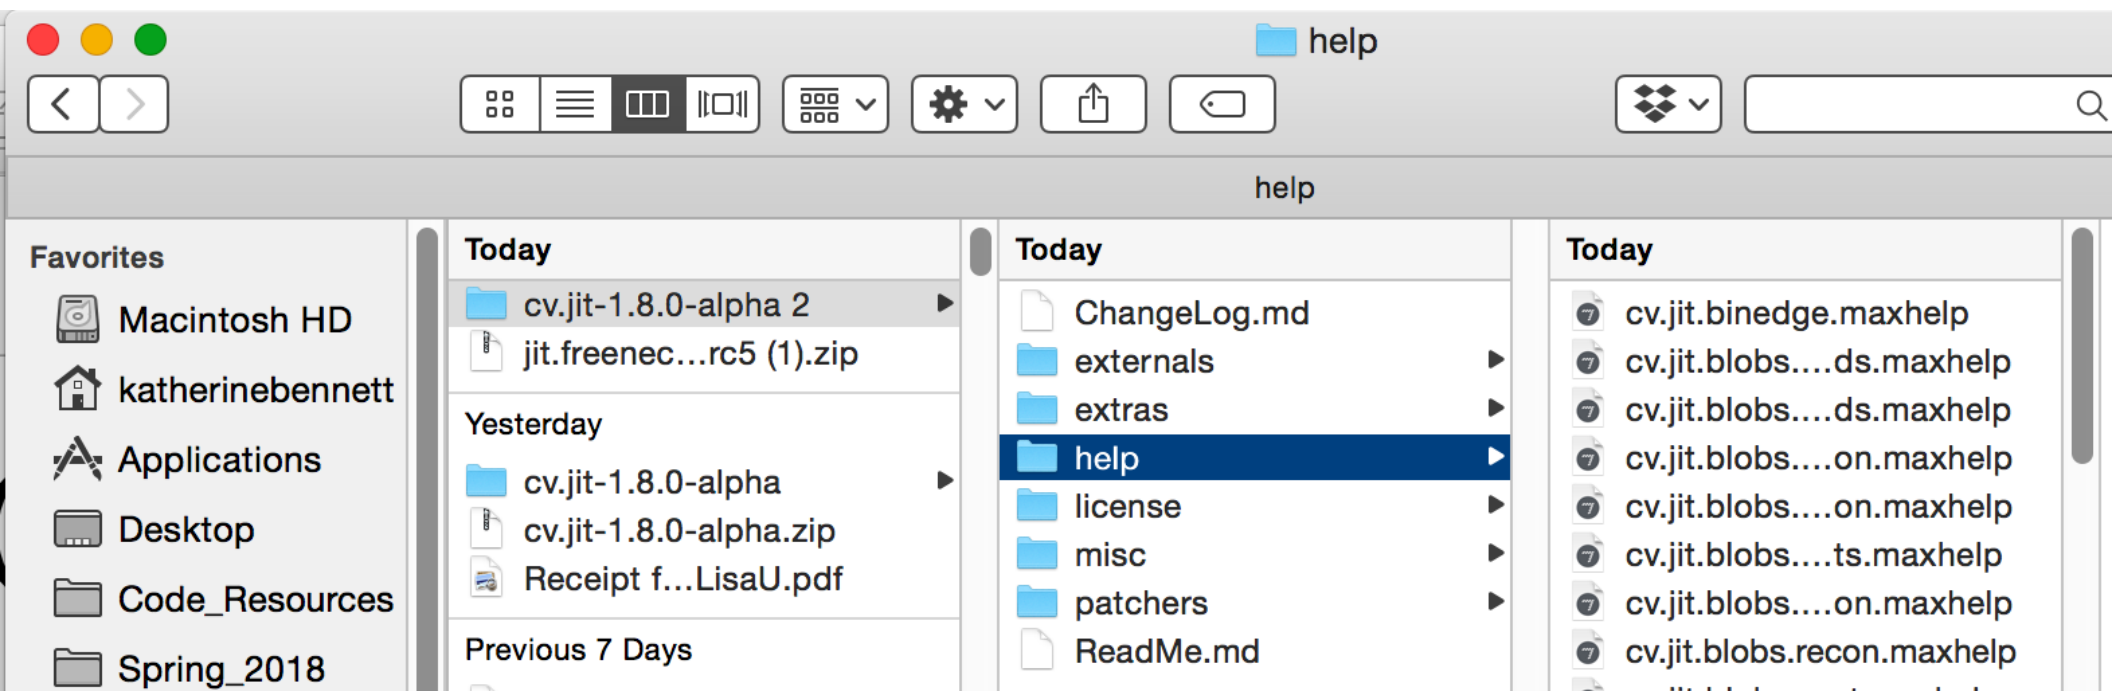 help
help
Favorites
Macintosh HD
katherinebennett
Applications
Desktop
Code_Resources
Spring_2018
Today
cv.jit-1.8.0-alpha 2
jit.freenec...rc5 (1).zip
Yesterday
cv.jit-1.8.0-alpha
cv.jit-1.8.0-alpha.zip
Receipt f...LisaU.pdf
Previous 7 Days
Today
ChangeLog.md
externals
extras
help
license
misc
patchers
ReadMe.md
Today
cv.jit.binedge.maxhelp
cv.jit.blobs....ds.maxhelp
cv.jit.blobs....ds.maxhelp
cv.jit.blobs....on.maxhelp
cv.jit.blobs....on.maxhelp
cv.jit.blobs....ts.maxhelp
cv.jit.blobs....on.maxhelp
cv.jit.blobs.recon.maxhelp